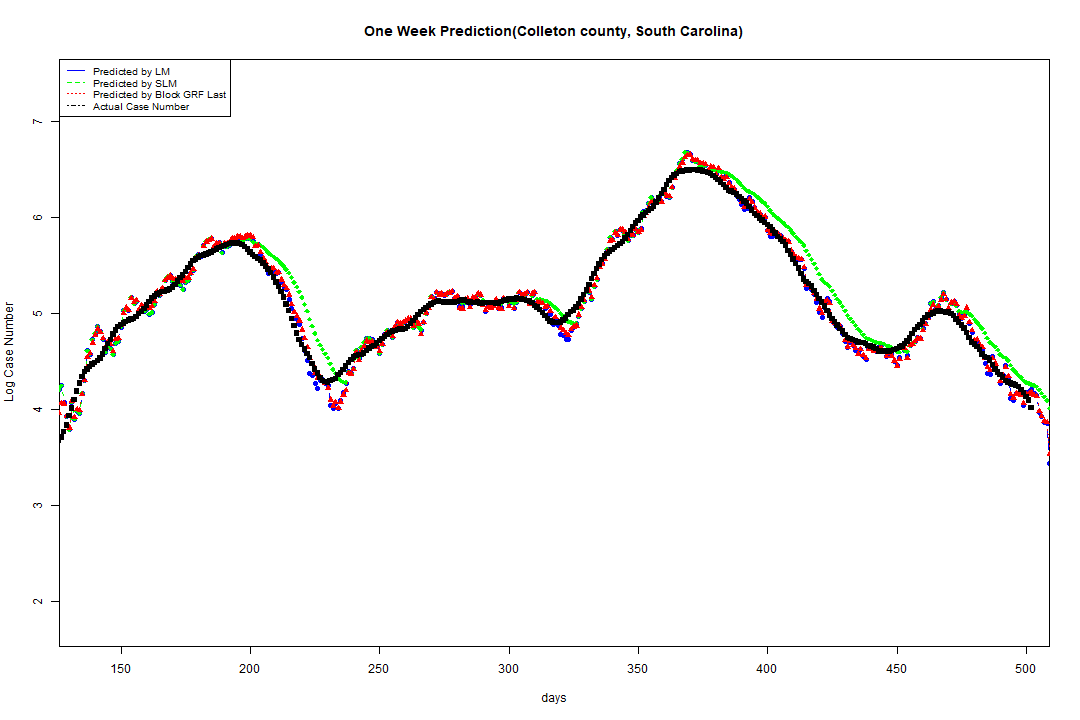 One Week Prediction(Colleton county, South Carolina)
Predicted by LM
Predicted by SLM
Predicted by Block GRF Last
Actual Case Number
7
6
5
4
3
2
Log Case Number
150 200 250 300 350 400 450 500
days